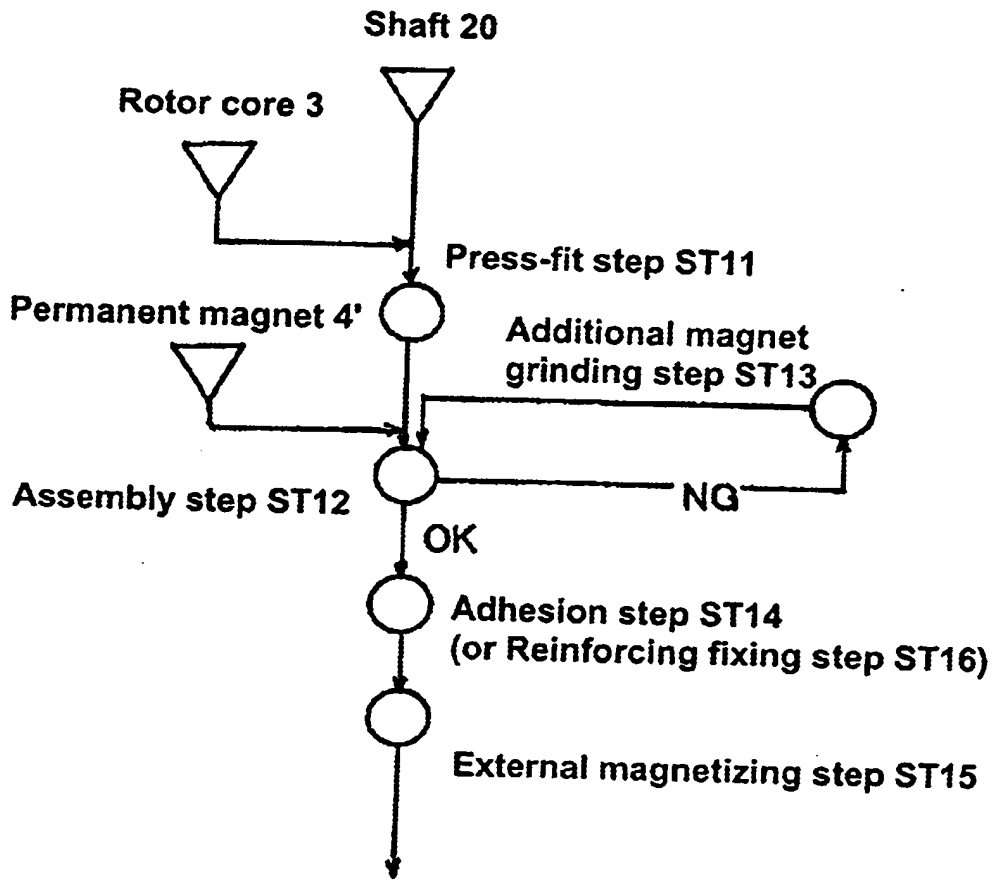 Shaft 20
Rotor core 3
Press-fit step ST11
Permanent magnet 4'
Additional magnet
grinding step ST13
Assembly step ST12
NG
OK
Adhesion step ST14
(or Reinforcing fixing step ST16)
External magnetizing step ST15